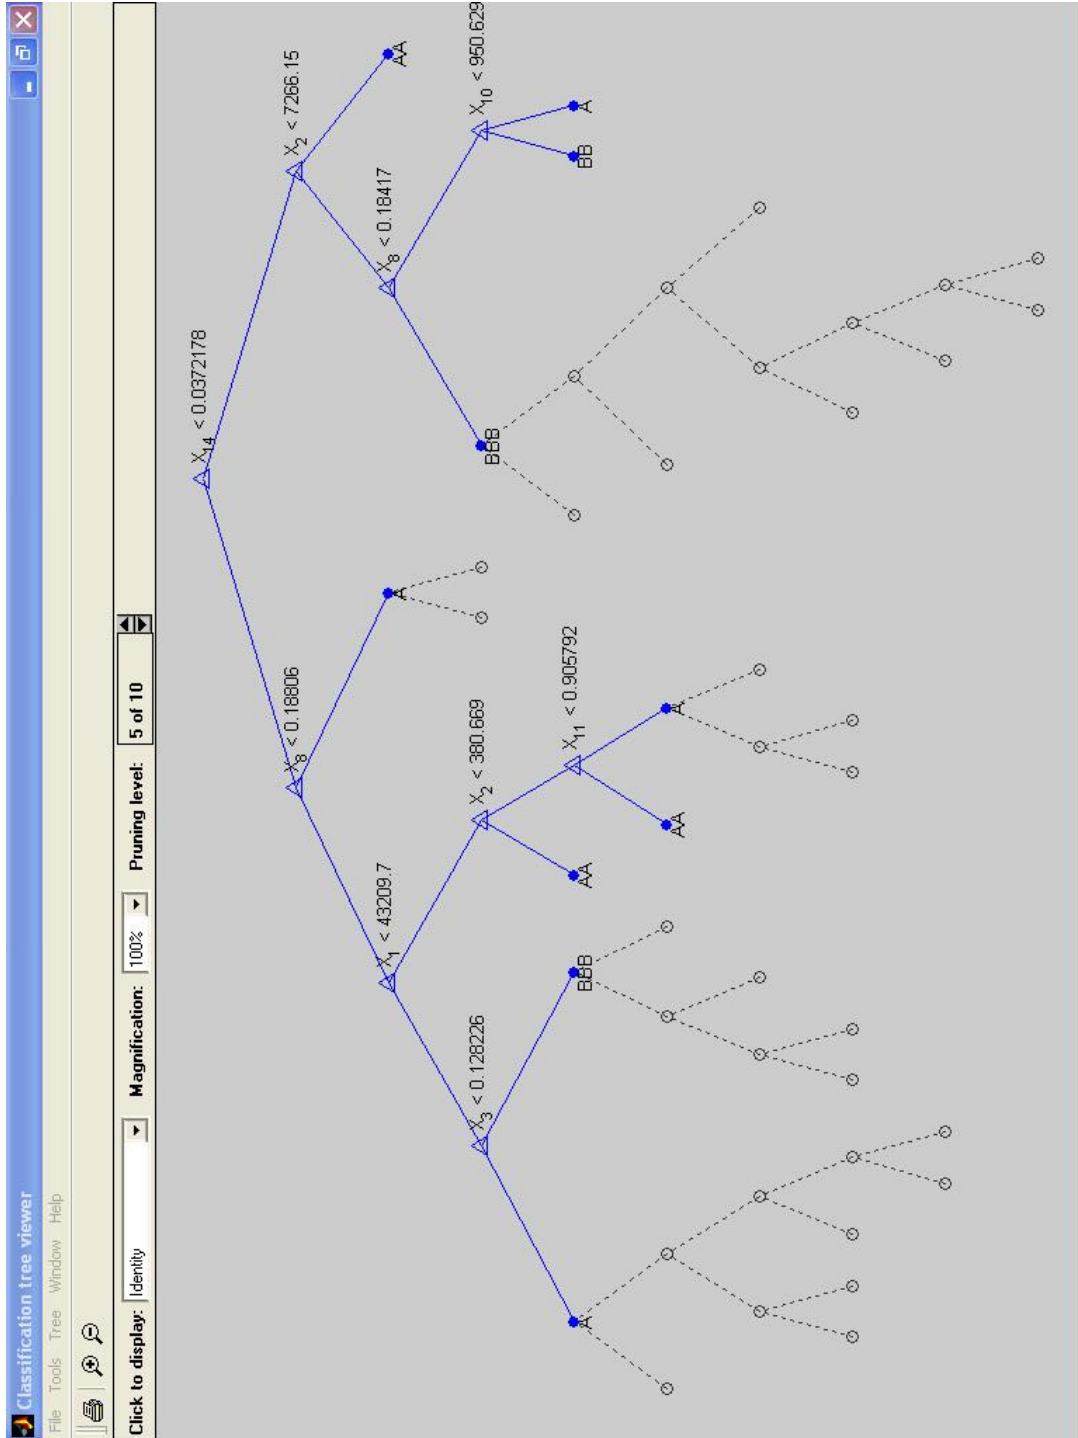 Classification tree viewer
File Tools Tree Window Help
Click to display: Identity Magnification: 100% Pruning level: 5 of 10
X14 < 0.0372178
X8 < 0.18806
X2 < 7266.15
X1 < 43209.7
A
X8 < 0.18417
AA
X3 < 0.128226
X2 < 380.669
BBB
X10 < 950.629
A
BBB
AA
X11 < 0.905792
BB
A
AA
A